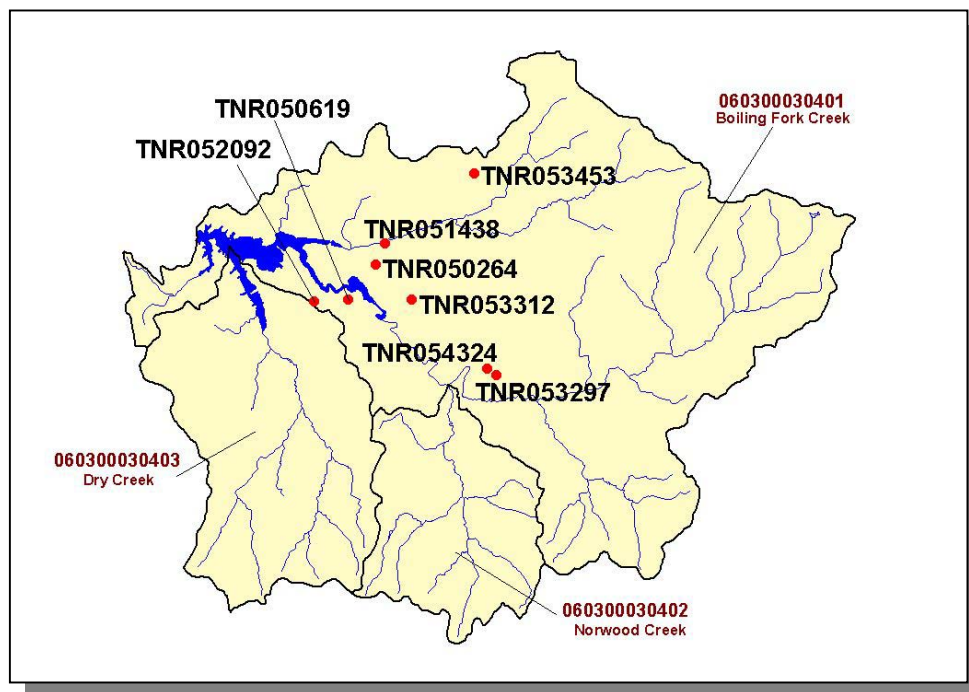 060300030401
Boiling Fork Creek
TNR050619
TNR052092
TNR053453
TNR051438
TNR050264
TNR053312
TNR054324
TNR053297
060300030403
Dry Creek
060300030402
Norwood Creek